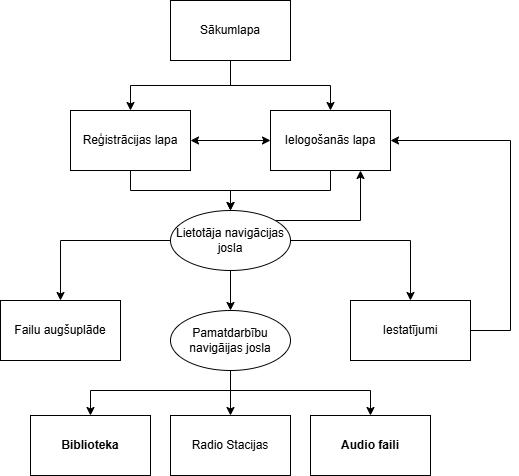 Sākumlapa
Reģistrācijas lapa
Ielogošanās lapa
Lietotāja navigācijas
josla
Failu augšuplāde
Pamatdarbību
navigāijas josla
Iestatījumi
Biblioteka
Radio Stacijas
Audio faili